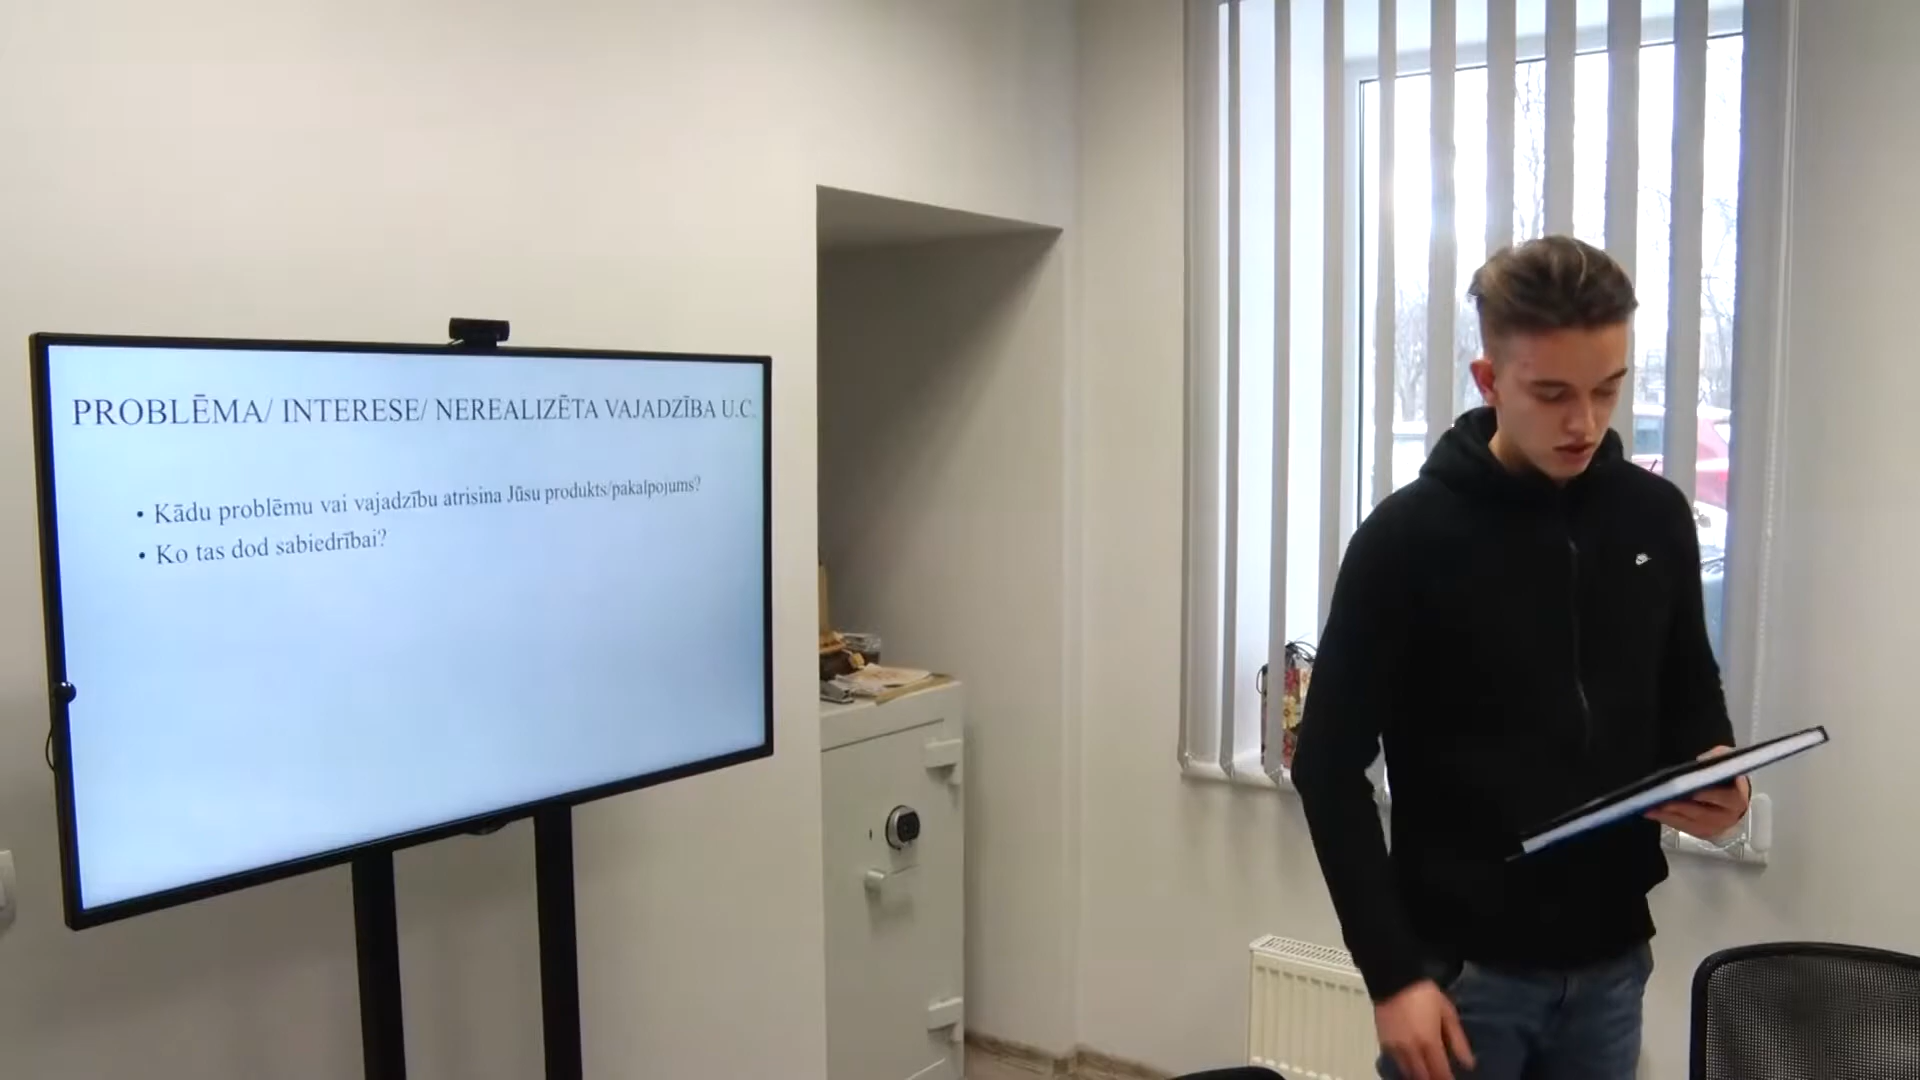 PROBLĒMA/ INTERESE/ NEREALIZĒTA VAJADZĪBA U.C.
• Kādu problēmu vai vajadzību atrisina Jūsu produkts/pakalpojums?
• Ko tas dod sabiedrībai?